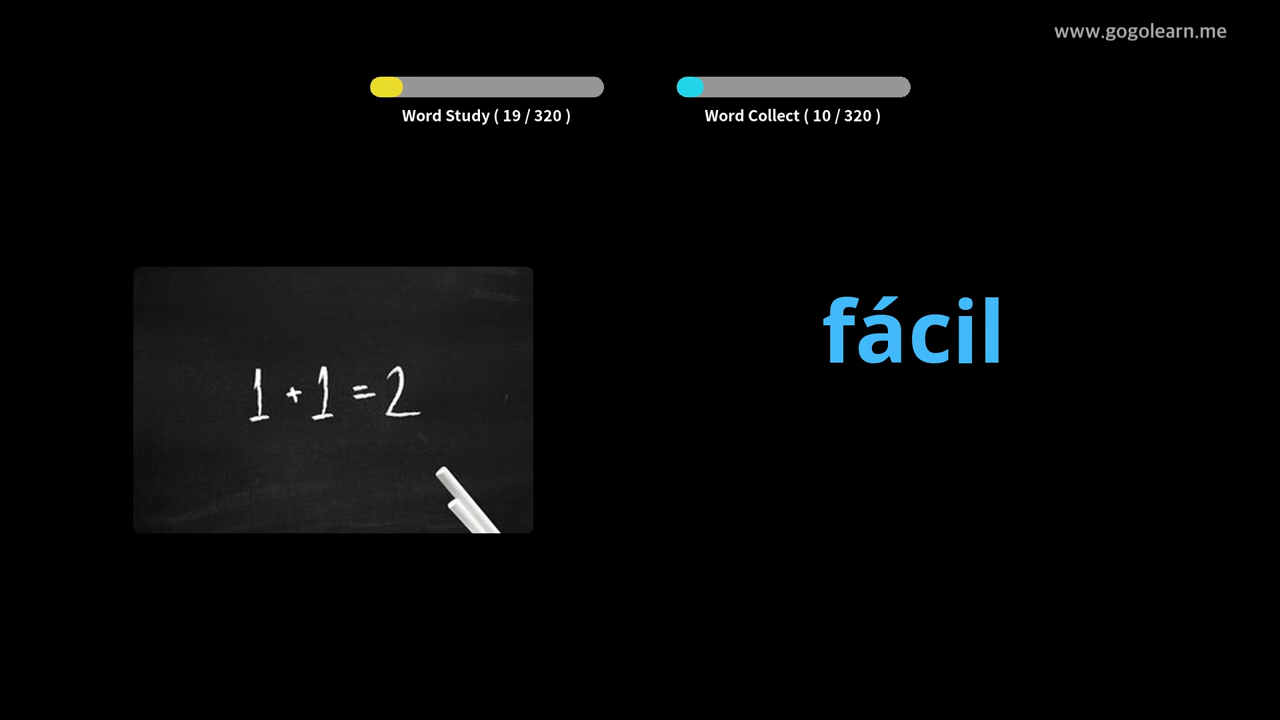 www.gogolearn.me
Word Study ( 19 / 320 )
Word Collect ( 10 / 320 )
fácil
1 + 1 = 2